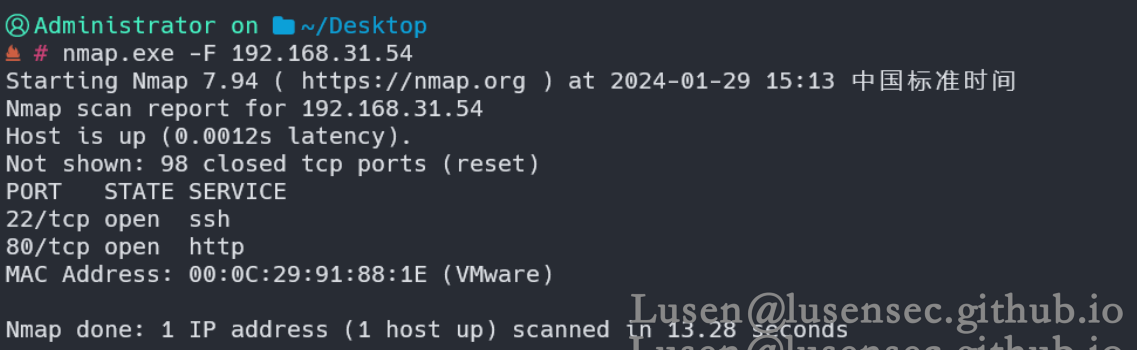 Administrator on ~/Desktop
# nmap.exe -F 192.168.31.54
Starting Nmap 7.94 ( https://nmap.org ) at 2024-01-29 15:13 中国标准时间
Nmap scan report for 192.168.31.54
Host is up (0.0012s latency).
Not shown: 98 closed tcp ports (reset)
PORT   STATE SERVICE
22/tcp open  ssh
80/tcp open  http
MAC Address: 00:0C:29:91:88:1E (VMware)
Lusen@lusensec.github.io
Nmap done: 1 IP address (1 host up) scanned in 13.28 seconds
Lusen@lusensec.github.io